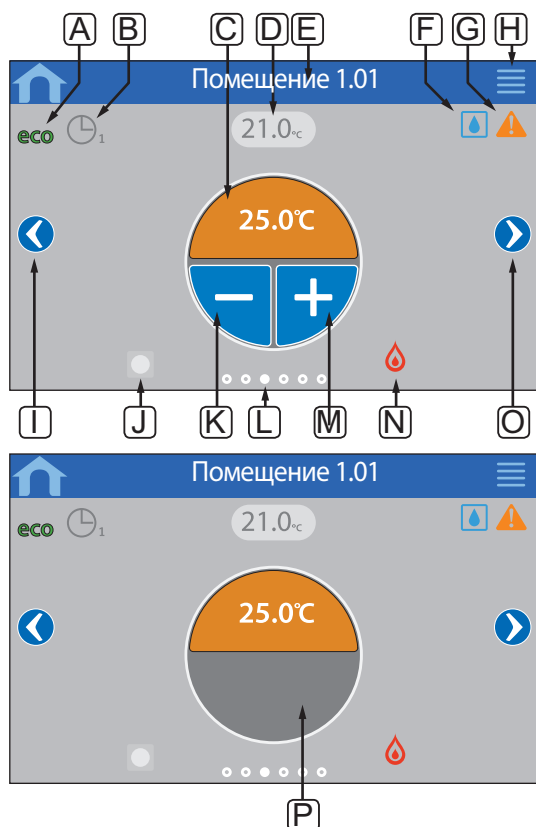 A B C D E F G H
Помещение 1.01
eco 1 21.0°C
25.0°C
I J K L M N O
Помещение 1.01
eco 1 21.0°C
25.0°C
P